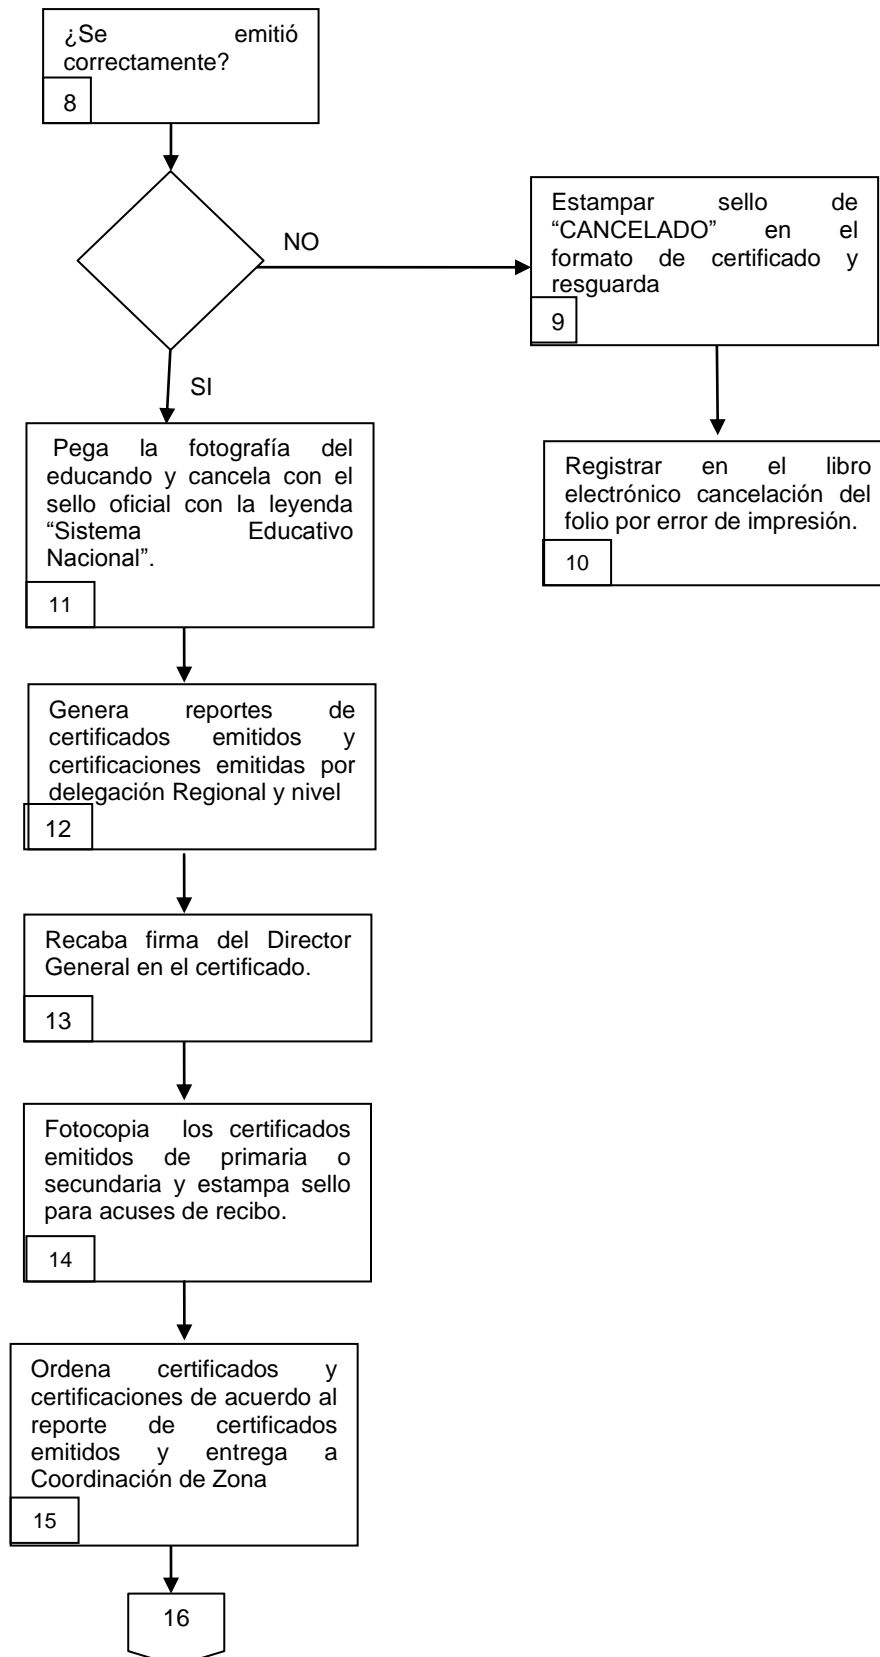 ¿Se emitió
correctamente?
8
NO
Estampar sello de
“CANCELADO” en el
formato de certificado y
resguarda
9
SI
Pega la fotografía del
educando y cancela con el
sello oficial con la leyenda
“Sistema Educativo
Nacional”.
11
Registrar en el libro
electrónico cancelación del
folio por error de impresión.
10
Genera reportes de
certificados emitidos y
certificaciones emitidas por
delegación Regional y nivel
12
Recaba firma del Director
General en el certificado.
13
Fotocopia los certificados
emitidos de primaria o
secundaria y estampa sello
para acuses de recibo.
14
Ordena certificados y
certificaciones de acuerdo al
reporte de certificados
emitidos y entrega a
Coordinación de Zona
15
16